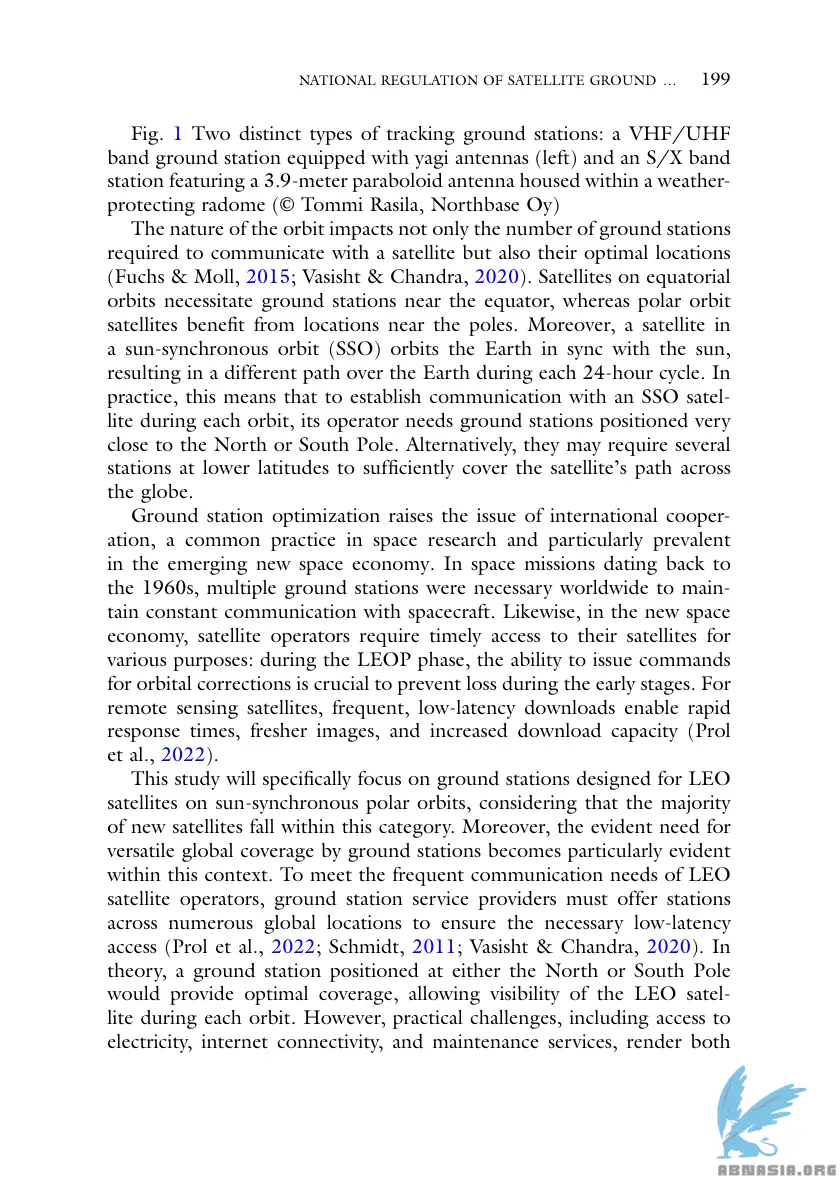 NATIONAL REGULATION OF SATELLITE GROUND ... 199
Fig. 1 Two distinct types of tracking ground stations: a VHF/UHF
band ground station equipped with yagi antennas (left) and an S/X band
station featuring a 3.9-meter paraboloid antenna housed within a weather-
protecting radome (© Tommi Rasila, Northbase Oy)
The nature of the orbit impacts not only the number of ground stations
required to communicate with a satellite but also their optimal locations
(Fuchs & Moll, 2015; Vasisht & Chandra, 2020). Satellites on equatorial
orbits necessitate ground stations near the equator, whereas polar orbit
satellites benefit from locations near the poles. Moreover, a satellite in
a sun-synchronous orbit (SSO) orbits the Earth in sync with the sun,
resulting in a different path over the Earth during each 24-hour cycle. In
practice, this means that to establish communication with an SSO satel-
lite during each orbit, its operator needs ground stations positioned very
close to the North or South Pole. Alternatively, they may require several
stations at lower latitudes to sufficiently cover the satellite's path across
the globe.
Ground station optimization raises the issue of international cooper-
ation, a common practice in space research and particularly prevalent
in the emerging new space economy. In space missions dating back to
the 1960s, multiple ground stations were necessary worldwide to main-
tain constant communication with spacecraft. Likewise, in the new space
economy, satellite operators require timely access to their satellites for
various purposes: during the LEOP phase, the ability to issue commands
for orbital corrections is crucial to prevent loss during the early stages. For
remote sensing satellites, frequent, low-latency downloads enable rapid
response times, fresher images, and increased download capacity (Prol
et al., 2022).
This study will specifically focus on ground stations designed for LEO
satellites on sun-synchronous polar orbits, considering that the majority
of new satellites fall within this category. Moreover, the evident need for
versatile global coverage by ground stations becomes particularly evident
within this context. To meet the frequent communication needs of LEO
satellite operators, ground station service providers must offer stations
across numerous global locations to ensure the necessary low-latency
access (Prol et al., 2022; Schmidt, 2011; Vasisht & Chandra, 2020). In
theory, a ground station positioned at either the North or South Pole
would provide optimal coverage, allowing visibility of the LEO satel-
lite during each orbit. However, practical challenges, including access to
electricity, internet connectivity, and maintenance services, render both
ABNASIA.ORG